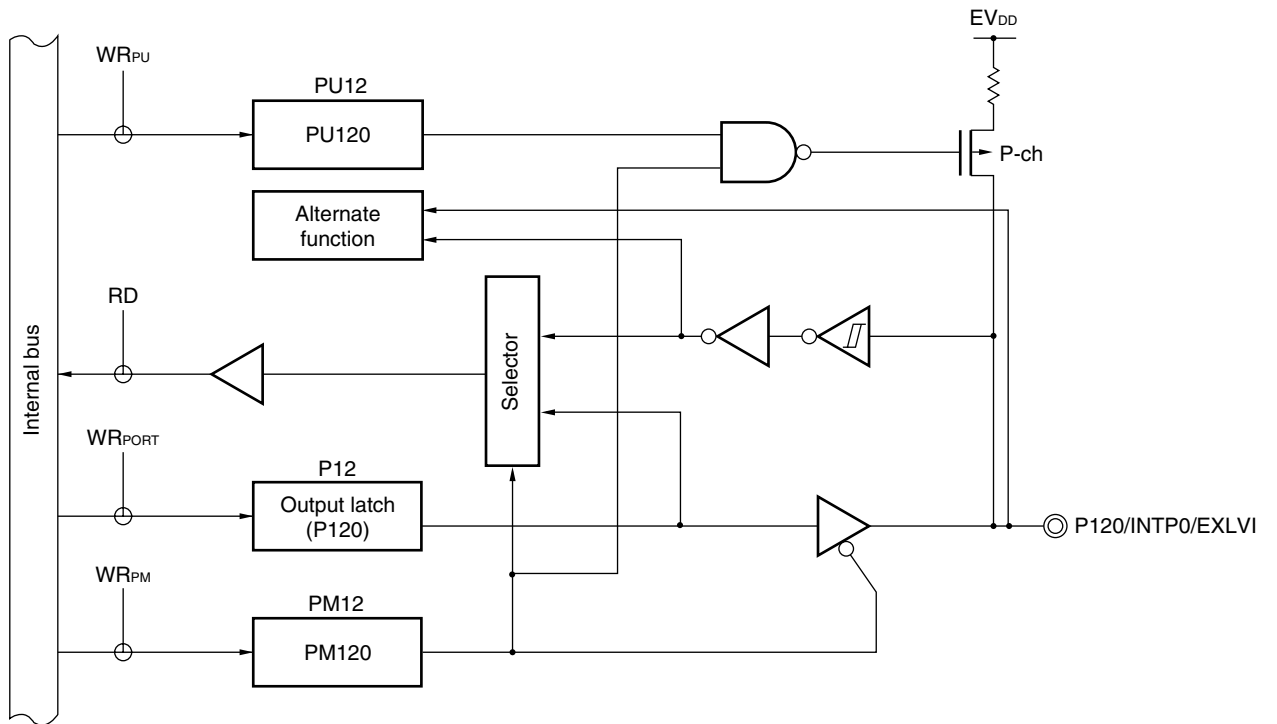 EVDD
WRPU
PU12
PU120
P-ch
Alternate
function
RD
Selector
Internal bus
WRPORT
P12
Output latch
(P120)
P120/INTP0/EXLVI
WRPM
PM12
PM120